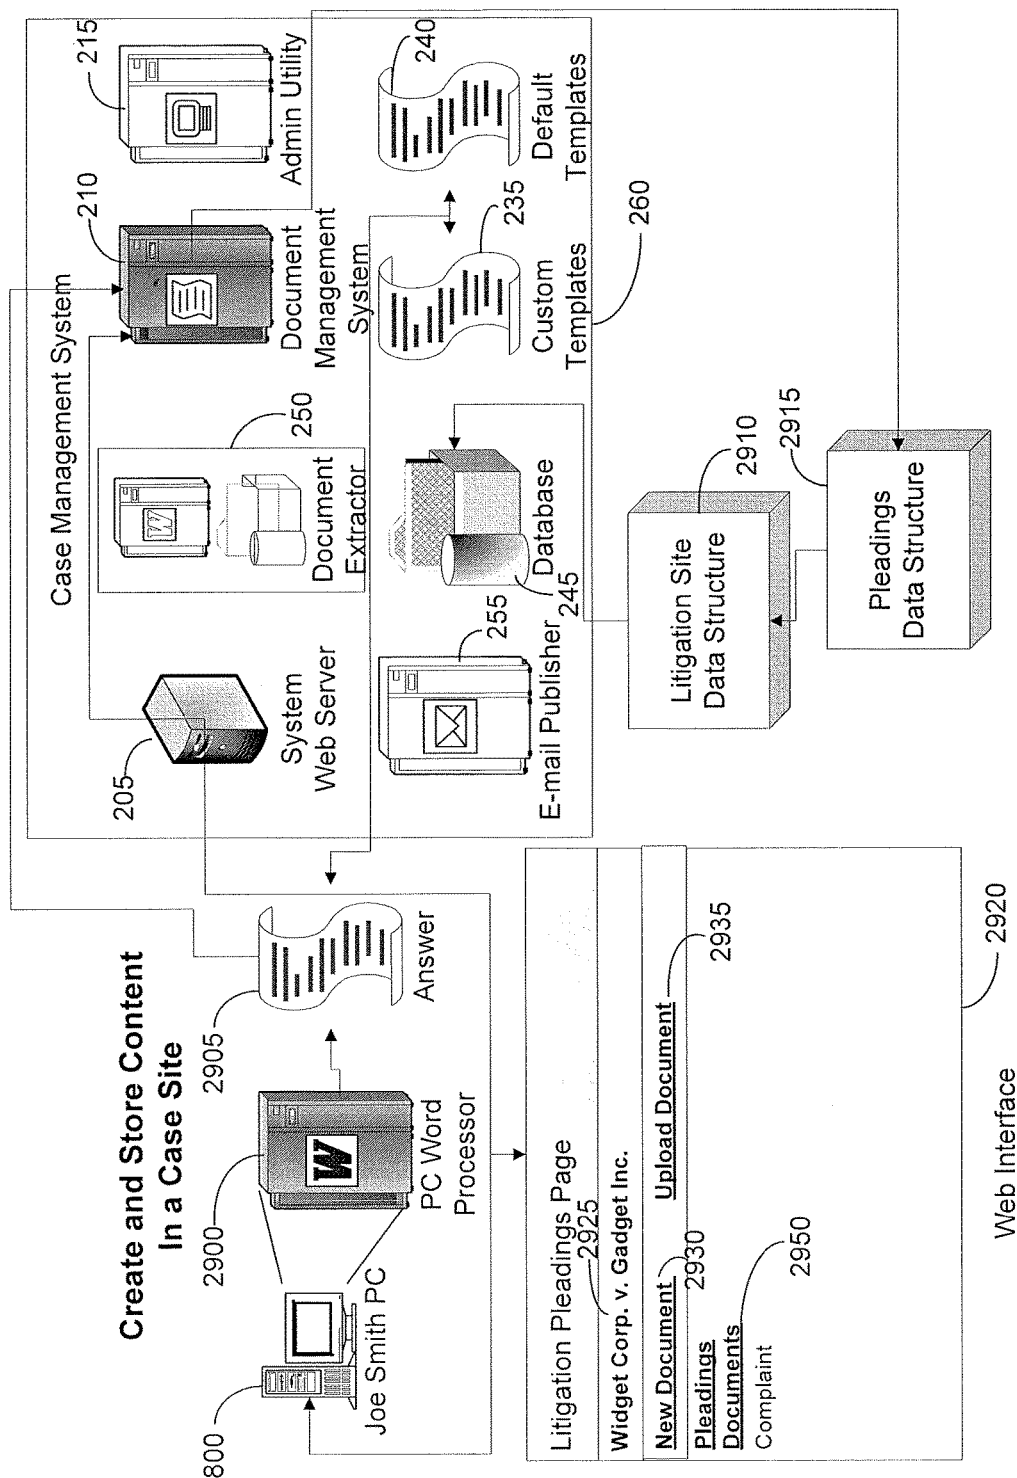 Create and Store Content
In a Case Site
800
Joe Smith PC
2900
W
PC Word
Processor
2905
Answer
Case Management System
205
System
Web Server
W
Document
Extractor
250
210
Document
Management
System
215
Admin Utility
255
E-mail Publisher
245
Database
235
Custom
Templates
240
Default
Templates
260
2910
Litigation Site
Data Structure
2915
Pleadings
Data Structure
Litigation Pleadings Page
2925
Widget Corp. v. Gadget Inc.
New Document
Upload Document
2935
2930
Pleadings
Documents
2950
Complaint
2920
Web Interface